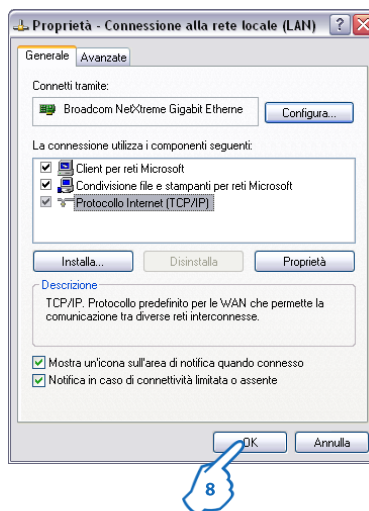 Proprietà - Connessione alla rete locale (LAN)
Generale
Avanzate
Connetti tramite:
Broadcom NetXtreme Gigabit Etherne
Configura...
La connessione utilizza i componenti seguenti:
Client per reti Microsoft
Condivisione file e stampanti per reti Microsoft
Protocollo Internet (TCP/IP)
Installa...
Disinstalla
Proprietà
Descrizione
TCP/IP. Protocollo predefinito per le WAN che permette la
comunicazione tra diverse reti interconnesse.
Mostra un'icona sull'area di notifica quando connesso
Notifica in caso di connettività limitata o assente
OK
Annulla
8